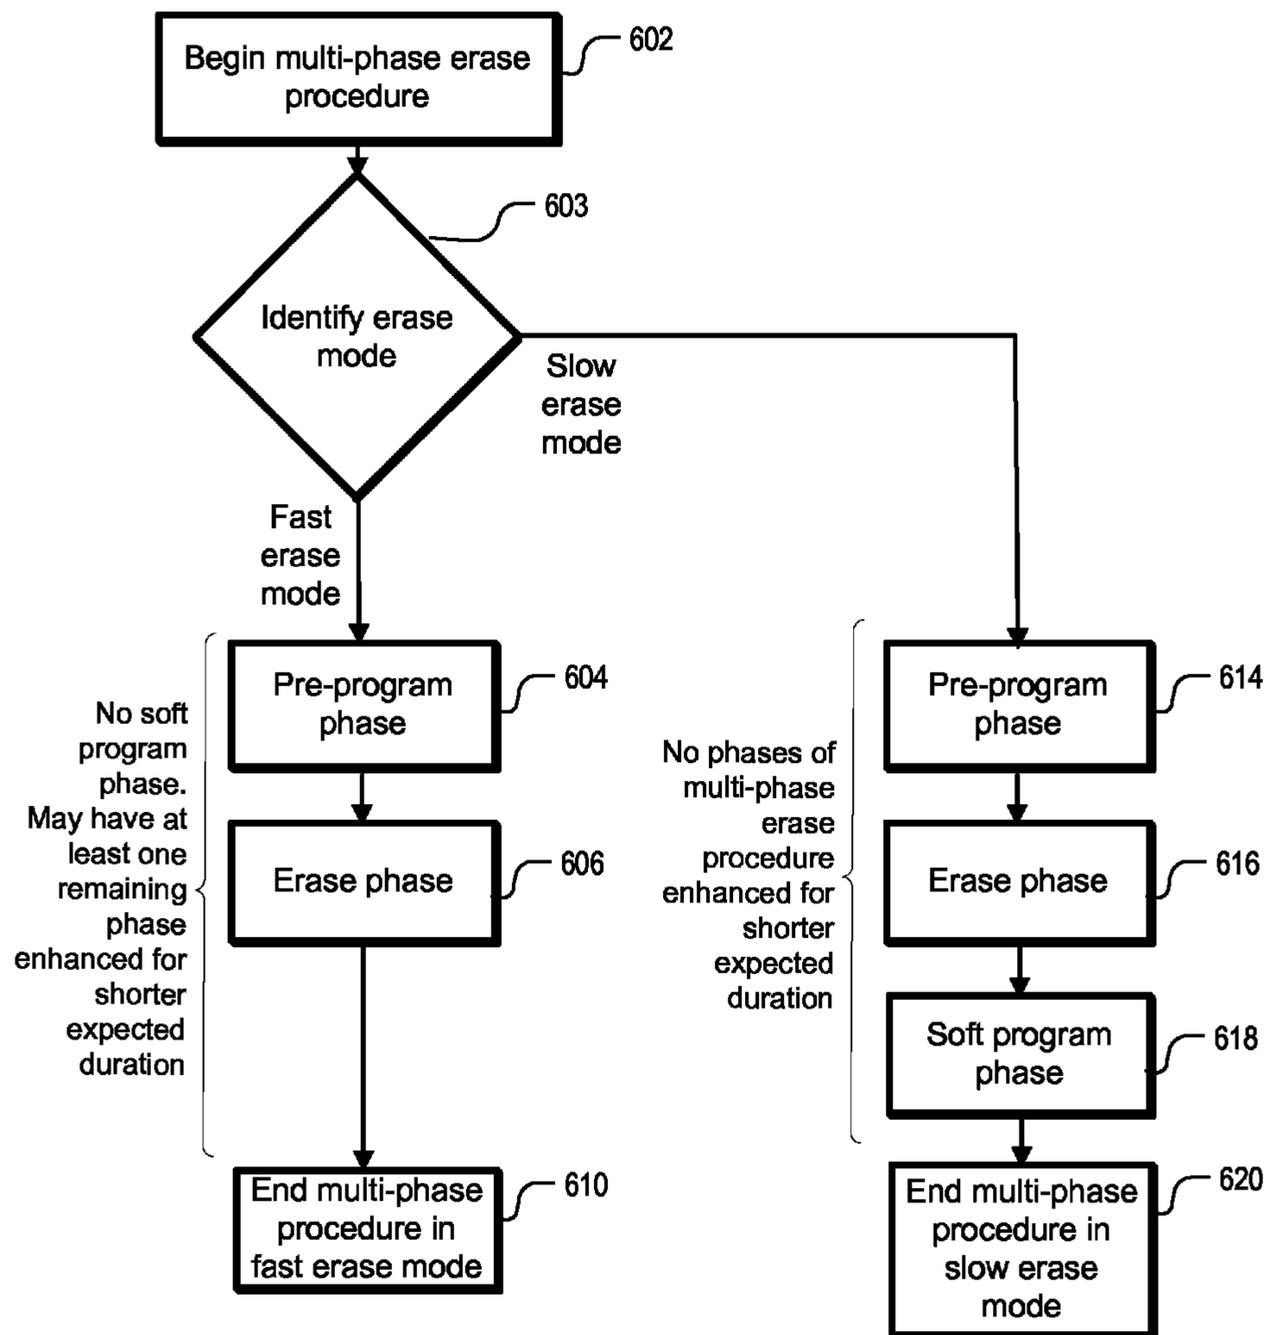 Begin multi-phase erase
procedure
602
603
Identify erase
mode
Slow
erase
mode
Fast
erase
mode
No soft
program
phase.
May have at
least one
remaining
phase
enhanced for
shorter
expected
duration
Pre-program
phase
604
Erase phase
606
End multi-phase
procedure in
fast erase mode
610
No phases of
multi-phase
erase
procedure
enhanced for
shorter
expected
duration
Pre-program
phase
614
Erase phase
616
Soft program
phase
618
End multi-phase
procedure in
slow erase
mode
620